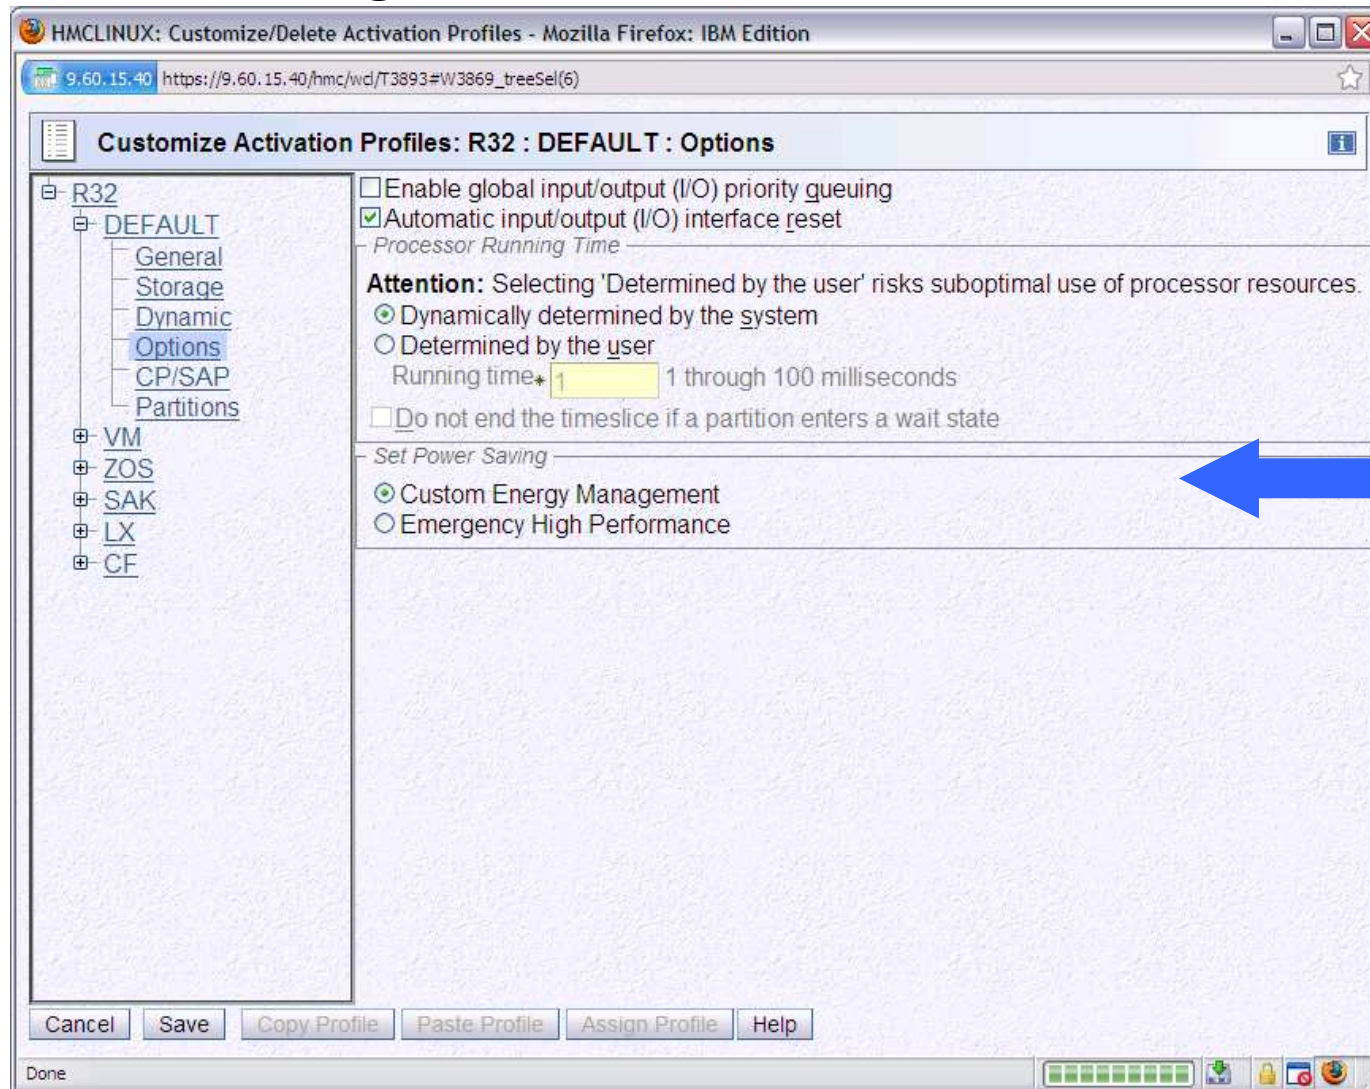 HMCLINUX: Customize/Delete Activation Profiles - Mozilla Firefox: IBM Edition
9.60.15.40 https://9.60.15.40/hmc/wcl/T3893#W3869_treeSel(6)
Customize Activation Profiles: R32 : DEFAULT : Options
R32
DEFAULT
General
Storage
Dynamic
Options
CP/SAP
Partitions
VM
ZOS
SAK
LX
CF
Enable global input/output (I/O) priority queuing
Automatic input/output (I/O) interface reset
Processor Running Time
Attention: Selecting 'Determined by the user' risks suboptimal use of processor resources.
Dynamically determined by the system
Determined by the user
Running time* 1 1 through 100 milliseconds
Do not end the timeslice if a partition enters a wait state
Set Power Saving
Custom Energy Management
Emergency High Performance
Cancel Save Copy Profile Paste Profile Assign Profile Help
Done